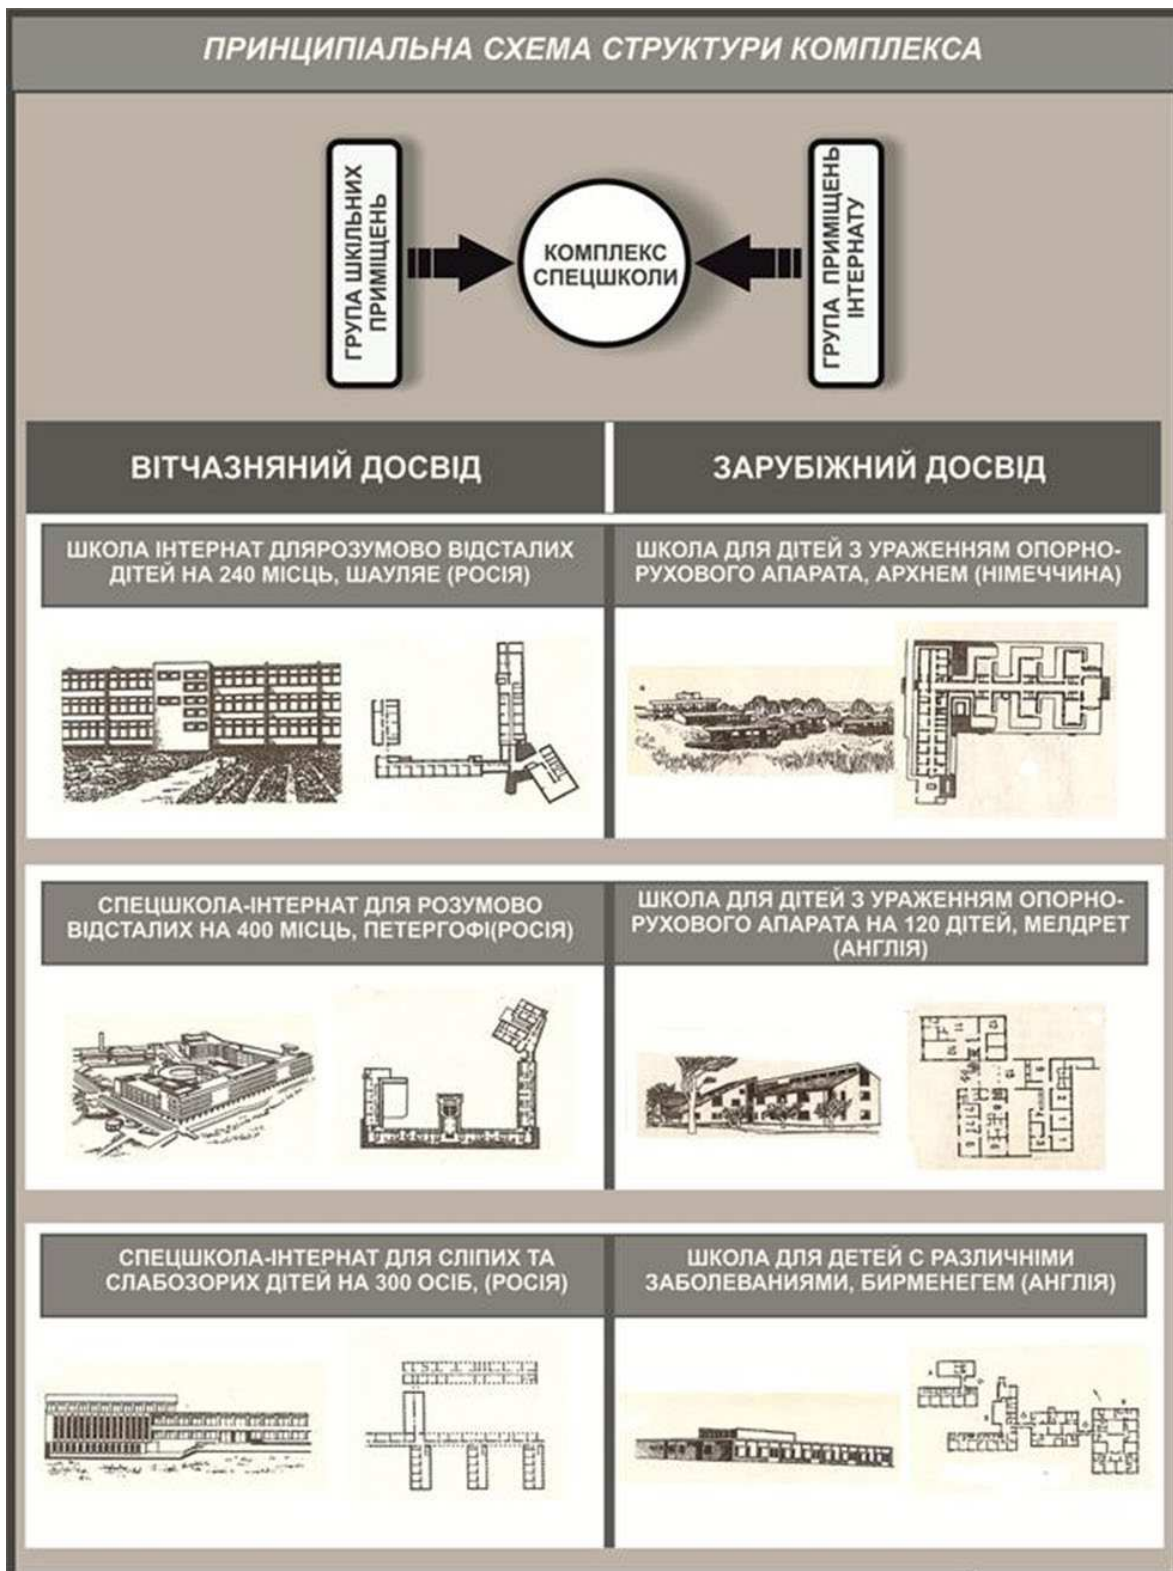 ПРИНЦИПІАЛЬНА СХЕМА СТРУКТУРИ КОМПЛЕКСА
ГРУПА ШКІЛЬНИХ
ПРИМІЩЕНЬ
КОМПЛЕКС
СПЕЦШКОЛИ
ГРУПА ПРИМІЩЕНЬ
ІНТЕРНАТУ
ВІТЧАЗНЯНИЙ ДОСВІД
ЗАРУБІЖНИЙ ДОСВІД
ШКОЛА ІНТЕРНАТ ДЛЯРОЗУМОВО ВІДСТАЛИХ
ДІТЕЙ НА 240 МІСЦЬ, ШАУЛЯЕ (РОСІЯ)
ШКОЛА ДЛЯ ДІТЕЙ З УРАЖЕННЯМ ОПОРНО-
РУХОВОГО АПАРАТА, АРХНЕМ (НІМЕЧЧИНА)
СПЕЦШКОЛА-ІНТЕРНАТ ДЛЯ РОЗУМОВО
ВІДСТАЛИХ НА 400 МІСЦЬ, ПЕТЕРГОФІ(РОСІЯ)
ШКОЛА ДЛЯ ДІТЕЙ З УРАЖЕННЯМ ОПОРНО-
РУХОВОГО АПАРАТА НА 120 ДІТЕЙ, МЕЛДРЕТ
(АНГЛІЯ)
СПЕЦШКОЛА-ІНТЕРНАТ ДЛЯ СЛІПИХ ТА
СЛАБОЗОРИХ ДІТЕЙ НА 300 ОСІБ, (РОСІЯ)
ШКОЛА ДЛЯ ДЕТЕЙ С РАЗЛИЧНІМИ
ЗАБОЛЕВАНИЯМИ, БИРМЕНЕГЕМ (АНГЛІЯ)